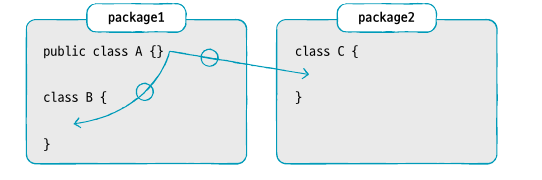 package1
public class A {}
class B {
}
package2
class C {
}